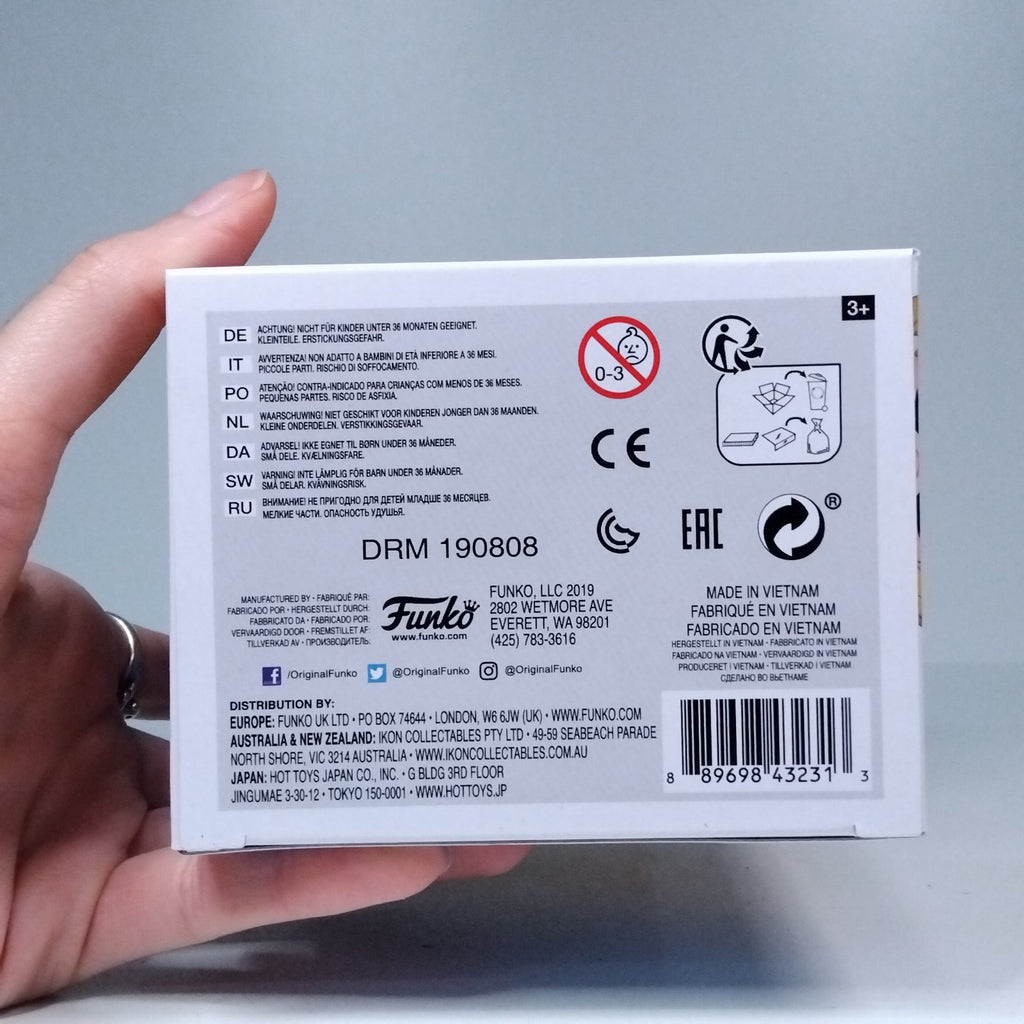 3+
DE ACHTUNG! NICHT FÜR KINDER UNTER 36 MONATEN GEEIGNET.
KLEINTEILE. ERSTICKUNGSGEFAHR.
IT AVVERTENZA! NON ADATTO A BAMBINI DI ETÀ INFERIORE A 36 MESI.
PICCOLE PARTI. RISCHIO DI SOFFOCAMENTO.
PO ATENÇÃO! CONTRA-INDICADO PARA CRIANÇAS COM MENOS DE 36 MESES.
PEQUENAS PARTES. RISCO DE ASFIXIA.
NL WAARSCHUWING! NIET GESCHIKT VOOR KINDEREN JONGER DAN 36 MAANDEN.
KLEINE ONDERDELEN. VERSTIKKINGSGEVAAR.
DA ADVARSEL! IKKE EGNET TIL BØRN UNDER 36 MÅNEDER.
SMÅ DELE. KVÆLNINGSFARE.
SW VARNING! INTE LÄMPLIG FÖR BARN UNDER 36 MÅNADER.
SMÅ DELAR. KVÄVNINGSRISK.
RU ВНИМАНИЕ! НЕ ПРИГОДНО ДЛЯ ДЕТЕЙ МЛАДШЕ 36 МЕСЯЦЕВ.
МЕЛКИЕ ЧАСТИ. ОПАСНОСТЬ УДУШЬЯ.
0-3
CE
EAC
®
DRM 190808
MANUFACTURED BY • FABRIQUÉ PAR:
FABRICADO POR • HERGESTELLT DURCH:
FABBRICATO DA • FABRICADO POR:
VERVAARDIGD DOOR • FREMSTILLET AF:
TILLVERKAD AV • ПРОИЗВОДИТЕЛЬ:
Funko
www.funko.com
FUNKO, LLC 2019
2802 WETMORE AVE
EVERETT, WA 98201
(425) 783-3616
MADE IN VIETNAM
FABRIQUÉ EN VIETNAM
FABRICADO EN VIETNAM
HERGESTELLT IN VIETNAM • FABBRICATO IN VIETNAM
FABRICADO NA VIETNAM • VERVAARDIGD IN VIETNAM
PRODUCERET I VIETNAM • TILLVERKAD I VIETNAM
СДЕЛАНО ВО ВЬЕТНАМЕ
/OriginalFunko @OriginalFunko @OriginalFunko
DISTRIBUTION BY:
EUROPE: FUNKO UK LTD • PO BOX 74644 • LONDON, W6 6JW (UK) • WWW.FUNKO.COM
AUSTRALIA & NEW ZEALAND: IKON COLLECTABLES PTY LTD • 49-59 SEABEACH PARADE
NORTH SHORE, VIC 3214 AUSTRALIA • WWW.IKONCOLLECTABLES.COM.AU
JAPAN: HOT TOYS JAPAN CO., INC. • G BLDG 3RD FLOOR
JINGUMAE 3-30-12 • TOKYO 150-0001 • WWW.HOTTOYS.JP
8 89698 43231 3